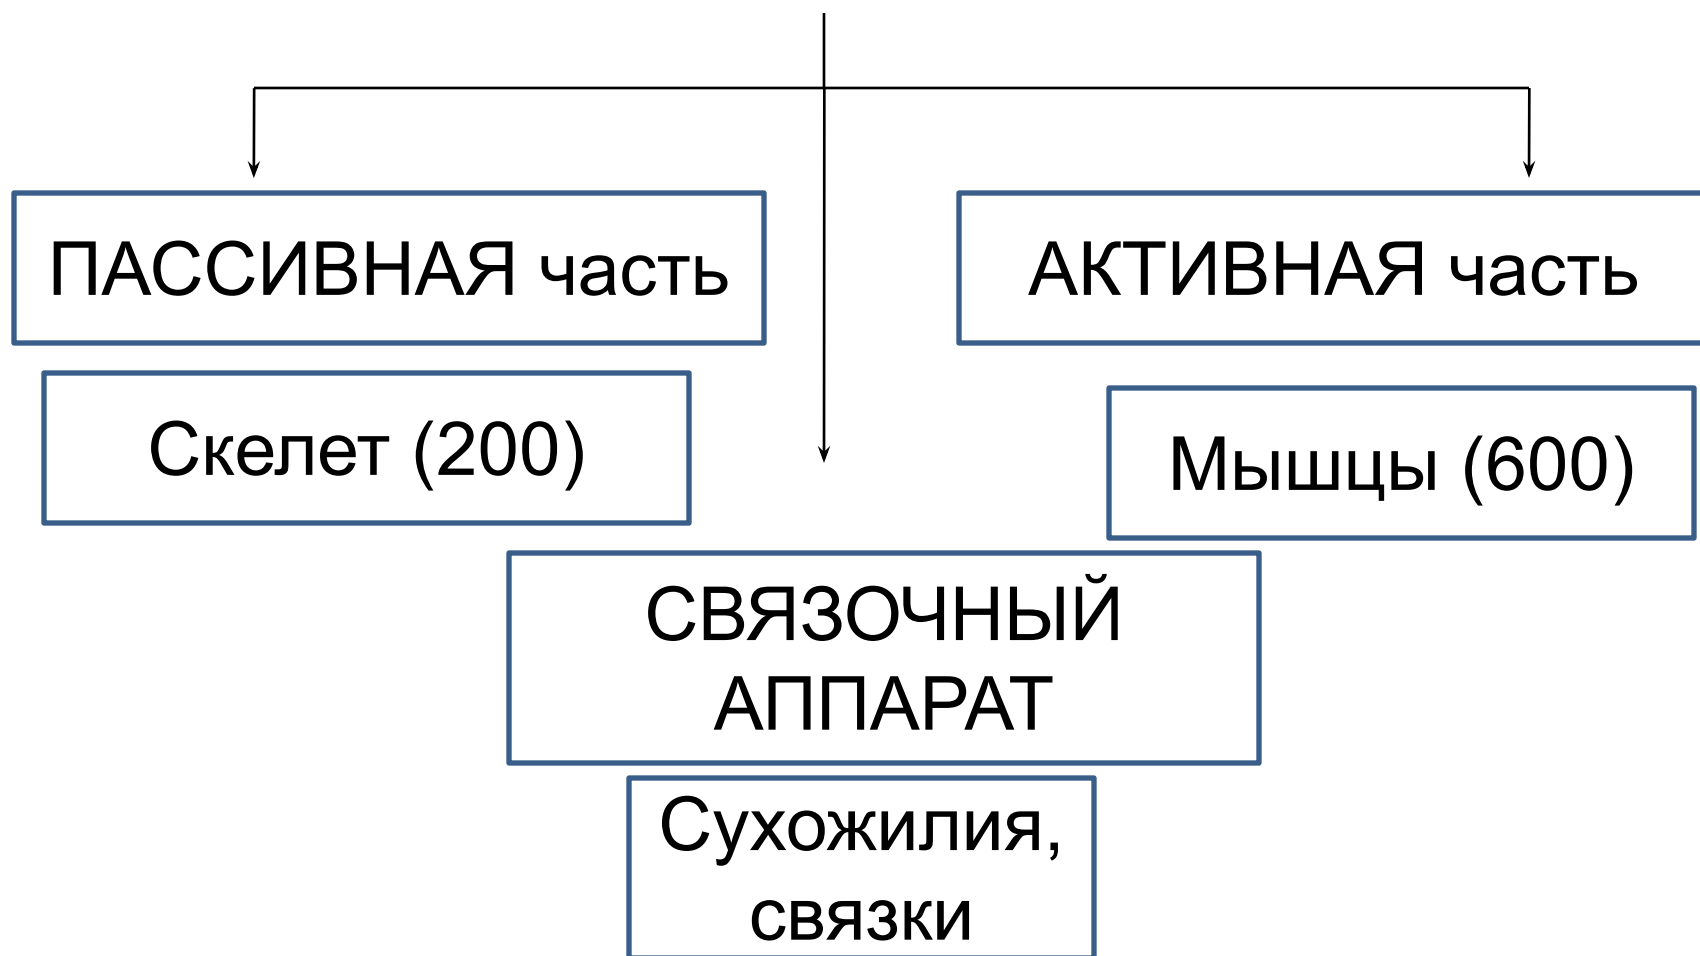 ПАССИВНАЯ часть
АКТИВНАЯ часть
Скелет (200)
Мышцы (600)
СВЯЗОЧНЫЙ
АППАРАТ
Сухожилия,
связки